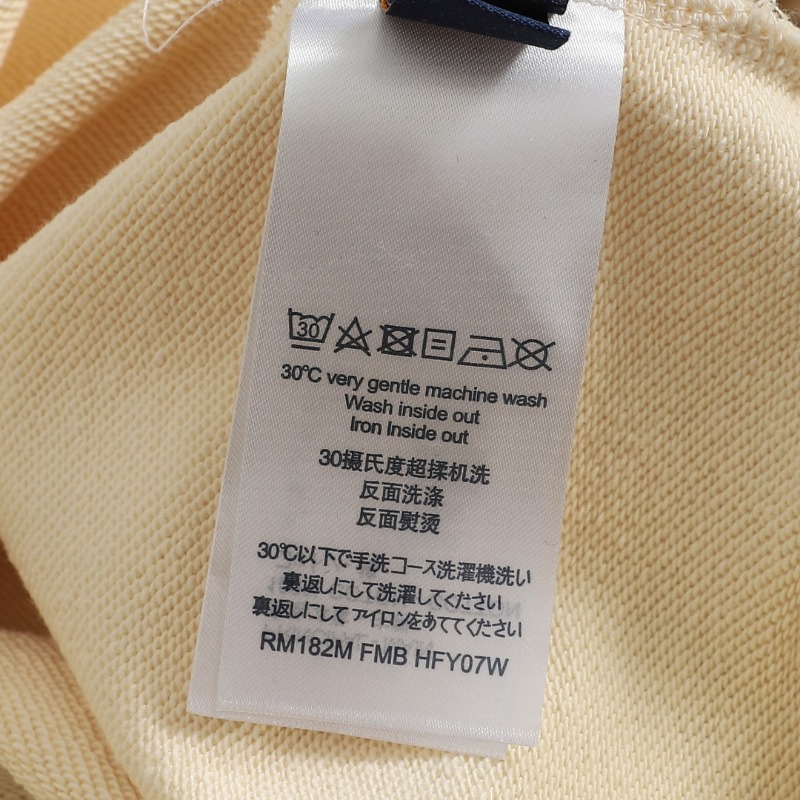 30
30℃ very gentle machine wash
Wash inside out
Iron Inside out
30摄氏度超揉机洗
反面洗涤
反面熨烫
30℃以下で手洗コース洗濯機洗い
裏返しにして洗濯してください
裏返しにして アイロンをあててください
RM182M FMB HFY07W